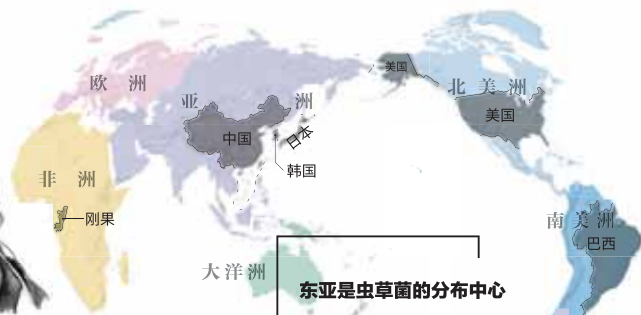 欧 洲
亚 洲
北美洲
美国
美国
中国
日本
韩国
非 洲
刚果
南美洲
巴西
大洋洲
东亚是虫草菌的分布中心